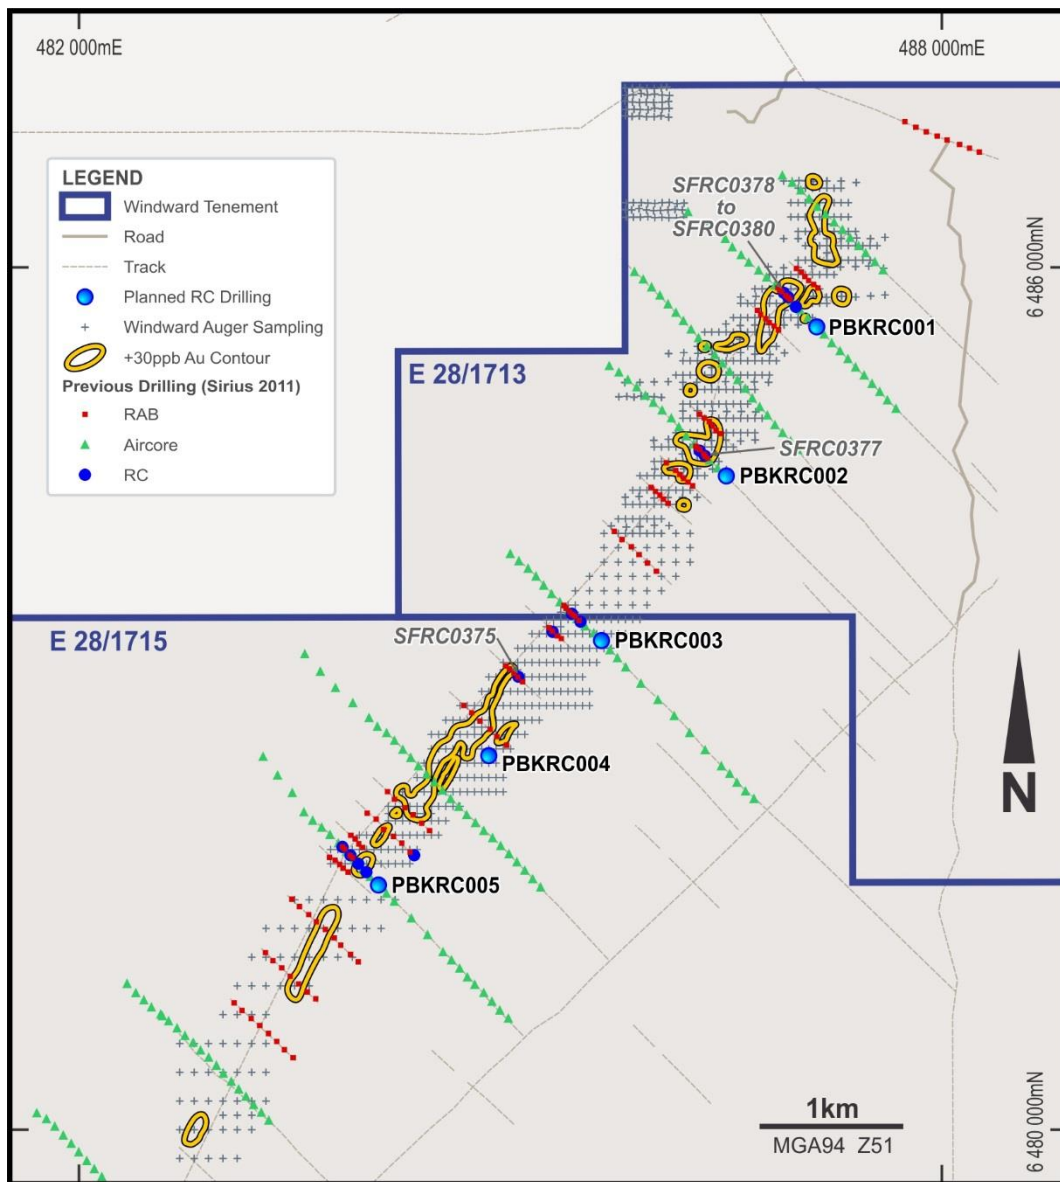 482 000mE
488 000mE
LEGEND
Windward Tenement
Road
Track
Planned RC Drilling
Windward Auger Sampling
+30ppb Au Contour
Previous Drilling (Sirius 2011)
RAB
Aircore
RC
SFRC0378
to
SFRC0380
6 486 000mN
PBKRC001
E 28/1713
SFRC0377
PBKRC002
E 28/1715
SFRC0375
PBKRC003
PBKRC004
PBKRC005
N
1km
MGA94 Z51
6 480 000mN